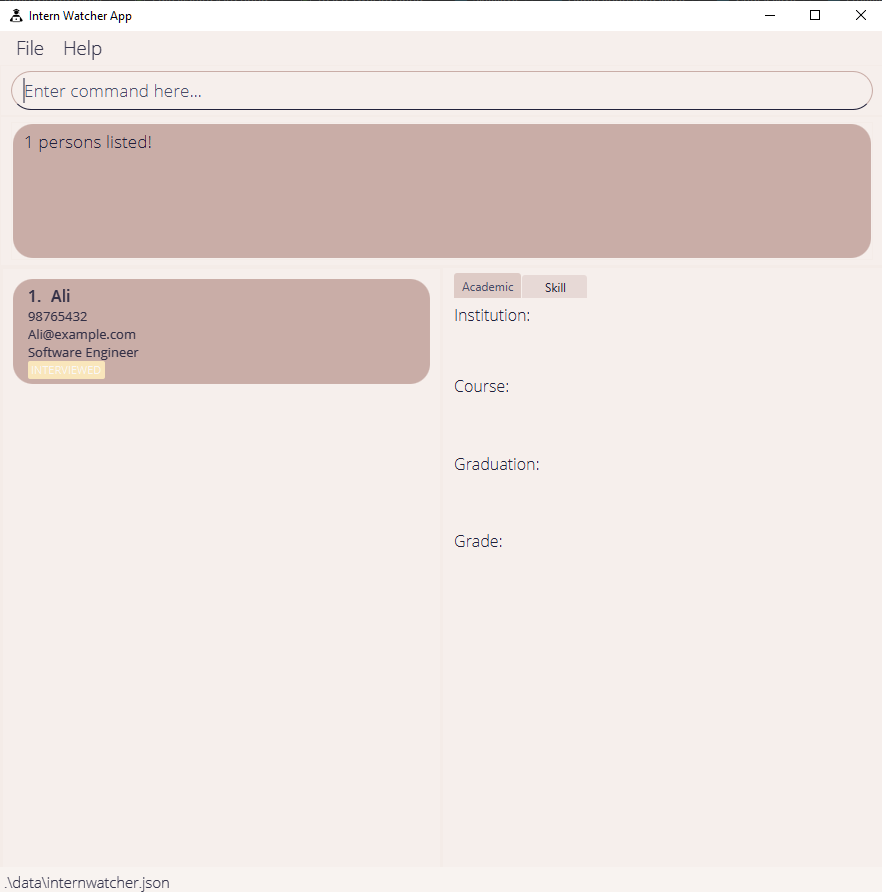 Intern Watcher App
File Help
Enter command here...
1 persons listed!
1. Ali
98765432
Ali@example.com
Software Engineer
INTERVIEWED
Academic Skill
Institution:
Course:
Graduation:
Grade:
.\data\internwatcher.json